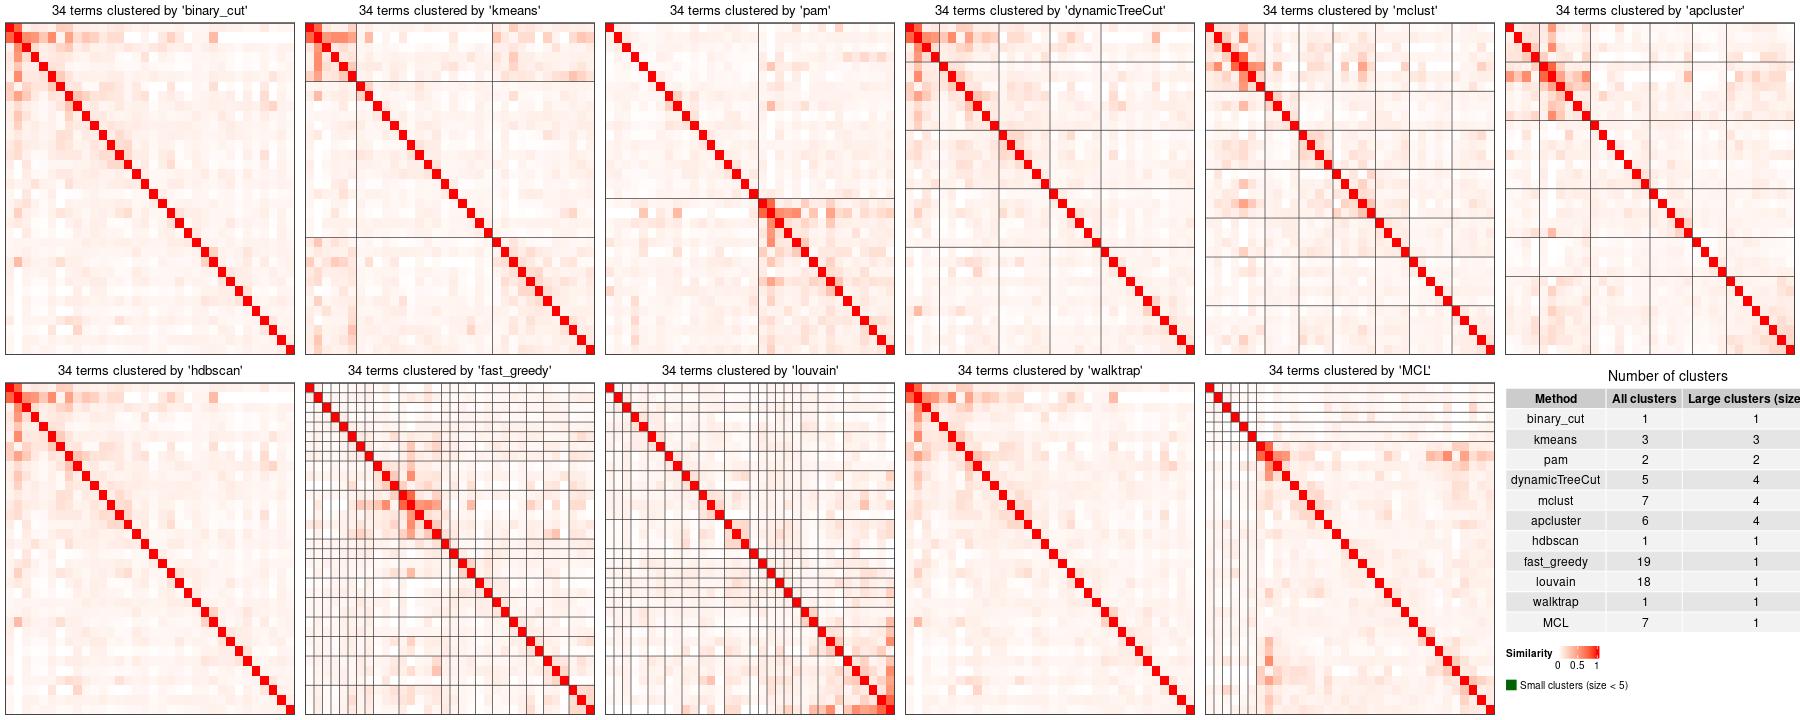 34 terms clustered by 'binary_cut'
34 terms clustered by 'kmeans'
34 terms clustered by 'pam'
34 terms clustered by 'dynamicTreeCut'
34 terms clustered by 'mclust'
34 terms clustered by 'apcluster'
34 terms clustered by 'hdbscan'
34 terms clustered by 'fast_greedy'
34 terms clustered by 'louvain'
34 terms clustered by 'walktrap'
34 terms clustered by 'MCL'
Number of clusters
Method All clusters Large clusters (size
binary_cut 1 1
kmeans 3 3
pam 2 2
dynamicTreeCut 5 4
mclust 7 4
apcluster 6 4
hdbscan 1 1
fast_greedy 19 1
louvain 18 1
walktrap 1 1
MCL 7 1
Similarity
0 0.5 1
Small clusters (size < 5)